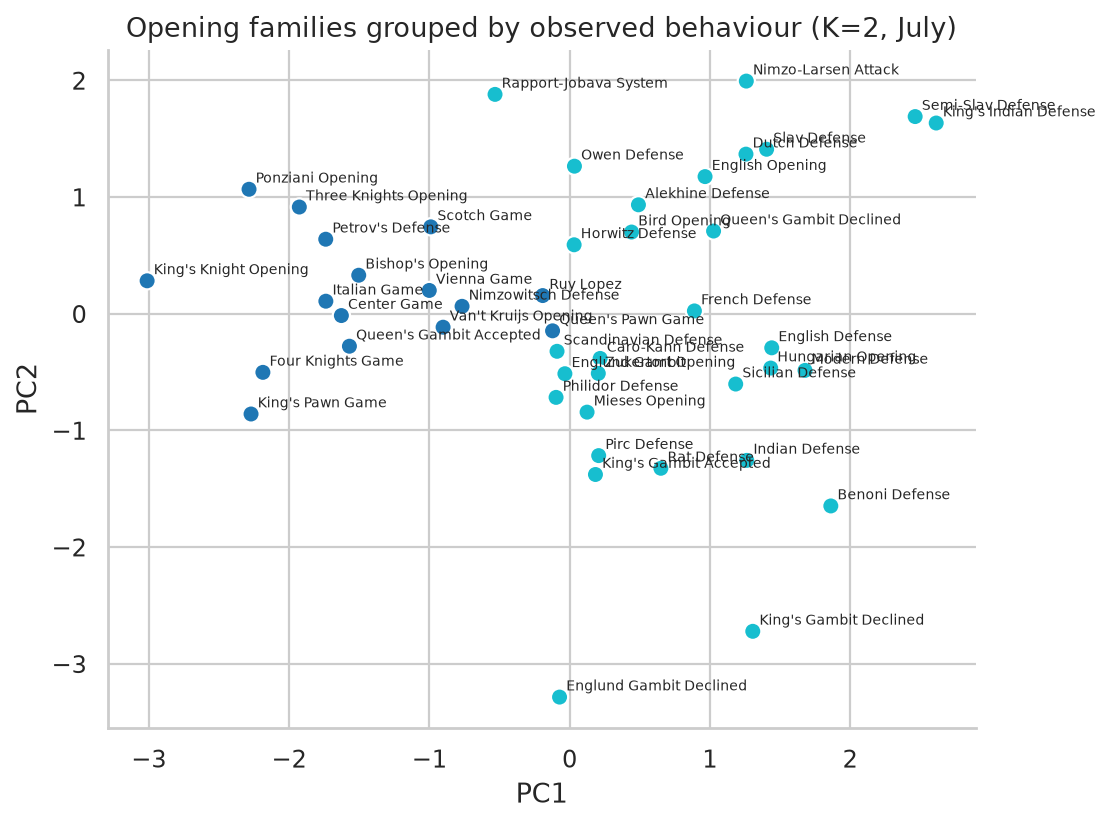 Opening families grouped by observed behaviour (K=2, July)
Nimzo-Larsen Attack
Rapport-Jobava System
Semi-Slav Defense
King's Indian Defense
Slav Defense
Dutch Defense
Owen Defense
English Opening
Ponziani Opening
Alekhine Defense
Three Knights Opening
Scotch Game
Bird Opening
Queen's Gambit Declined
Petrov's Defense
Horwitz Defense
King's Knight Opening
Bishop's Opening
Vienna Game
Ruy Lopez
Italian Game
Nimzowitsch Defense
Center Game
French Defense
Van't Kruijs Opening
Queen's Pawn Game
Queen's Gambit Accepted
Scandinavian Defense
English Defense
Caro-Kann Defense
Four Knights Game
Englund Gambit
Zukertort Opening
Hungarian Opening
Modern Defense
Sicilian Defense
Philidor Defense
King's Pawn Game
Mieses Opening
Pirc Defense
Rat Defense
Indian Defense
King's Gambit Accepted
Benoni Defense
King's Gambit Declined
Englund Gambit Declined
2
1
0
−1
−2
−3
PC2
−3
−2
−1
0
1
2
PC1